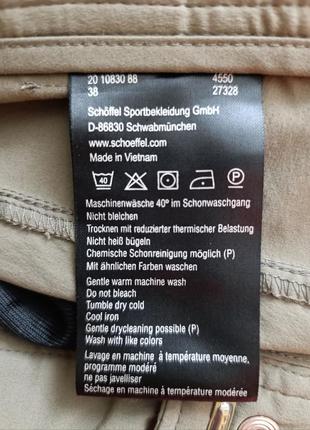 20 10830 88 4550
38 27328
Schöffel Sportbekleidung GmbH
D-86830 Schwabmünchen
www.schoeffel.com
Made in Vietnam
40 P
Maschinenwäsche 40° im Schonwaschgang
Nicht bleichen
Trocknen mit reduzierter thermischer Belastung
Nicht heiß bügeln
Chemische Schonreinigung möglich (P)
Mit ähnlichen Farben waschen
Gentle warm machine wash
Do not bleach
Tumble dry cold
Cool iron
Gentle drycleaning possible (P)
Wash with like colors
Lavage en machine à température moyenne,
programme modéré
ne pas javelliser
Séchage en machine à température modérée